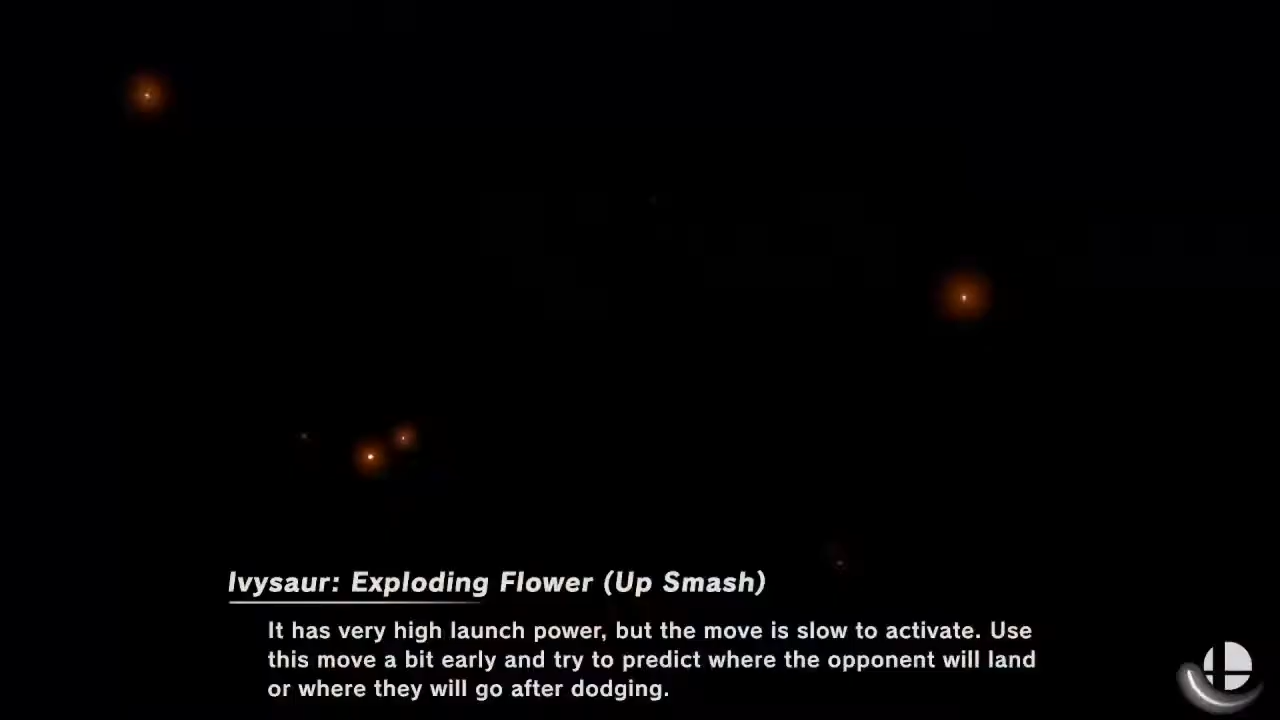 Ivysaur: Exploding Flower (Up Smash)
It has very high launch power, but the move is slow to activate. Use
this move a bit early and try to predict where the opponent will land
or where they will go after dodging.